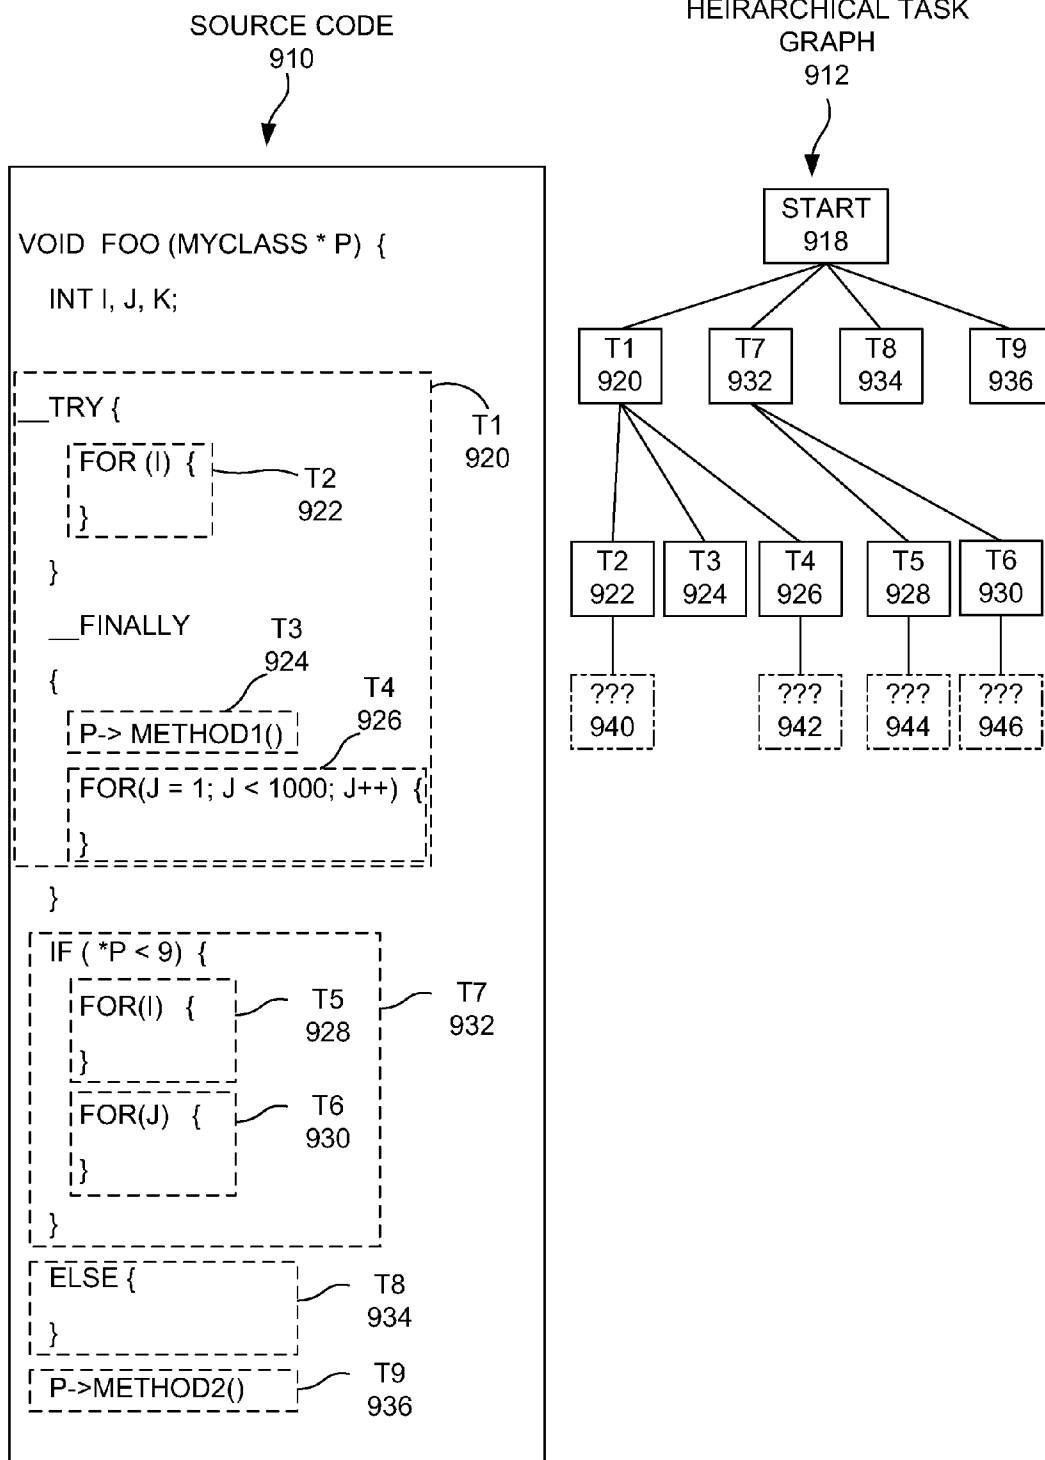 SOURCE CODE
910
VOID FOO (MYCLASS * P) {
INT I, J, K;
__TRY {
T1
920
FOR (I) {
T2
922
}
}
__FINALLY
T3
924
{
T4
926
P-> METHOD1()
FOR(J = 1; J < 1000; J++) {
}
}
IF ( *P < 9) {
FOR(I) {
T5
928
T7
932
}
FOR(J) {
T6
930
}
}
ELSE {
T8
934
}
P->METHOD2()
T9
936
HEIRARCHICAL TASK
GRAPH
912
START
918
T1
920
T7
932
T8
934
T9
936
T2
922
T3
924
T4
926
T5
928
T6
930
???
940
???
942
???
944
???
946